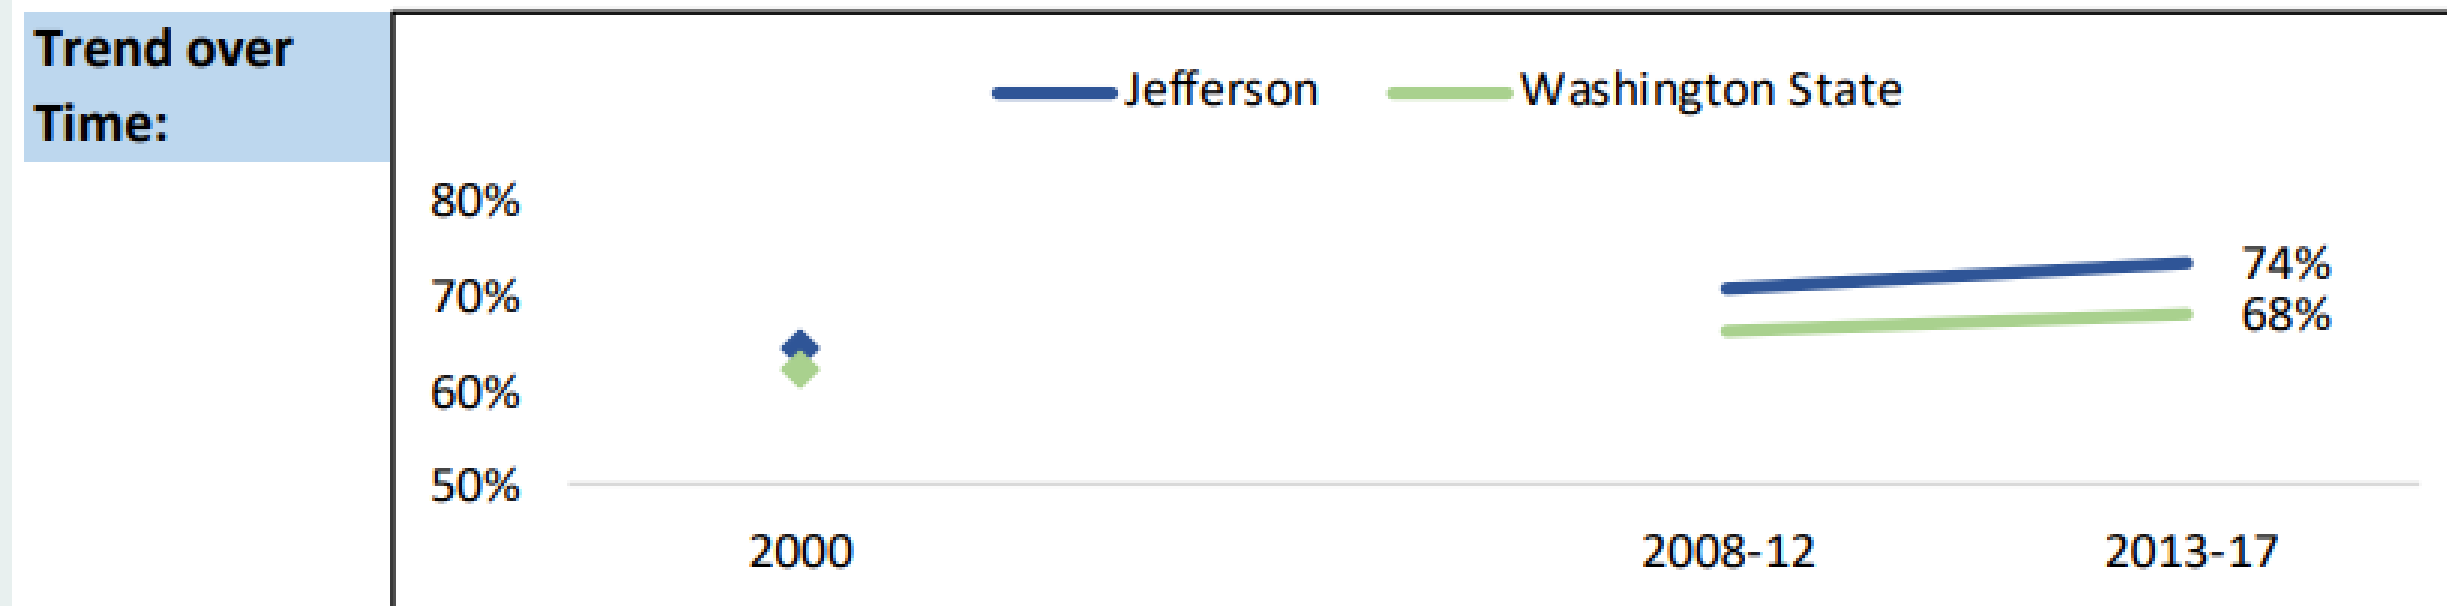 Trend over
Time:
Jefferson Washington State
80%
70%
60%
50%
74%
68%
2000 2008-12 2013-17